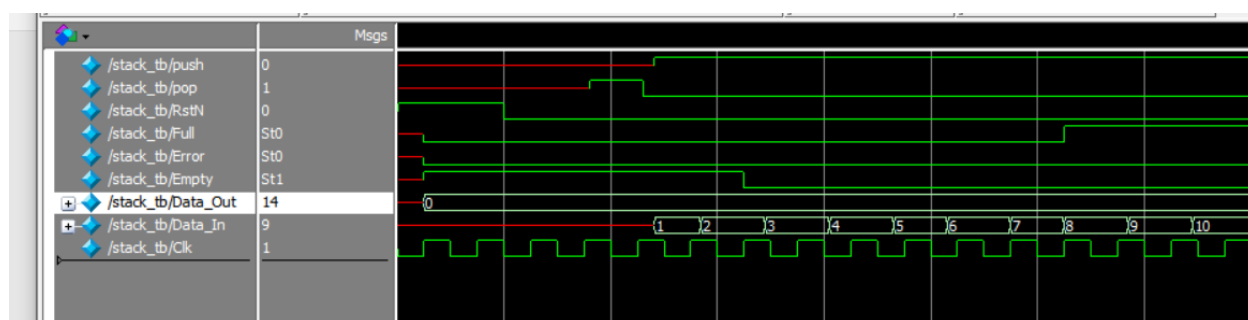 Msgs
/stack_tb/push 0
/stack_tb/pop 1
/stack_tb/RstN 0
/stack_tb/Full St0
/stack_tb/Error St0
/stack_tb/Empty St1
/stack_tb/Data_Out 14 0
/stack_tb/Data_In 9 1 2 3 4 5 6 7 8 9 10
/stack_tb/Clk 1